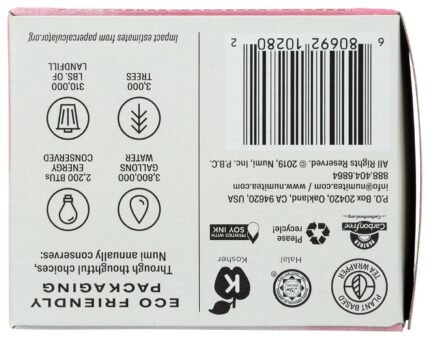 ECO FRIENDLY
PACKAGING
Through thoughtful choices,
Numi annually conserves:
3,800,000
GALLONS
WATER
2,200 BTUs
ENERGY
CONSERVED
3,000
TREES
310,000
LBS. OF
LANDFILL
Impact estimates from papercalculator.org
PLANT BASED
TEA WRAPPER
Halal
K
Kosher
PARTNER
Carbonfree
Carbonfund.org
Please
recycle!
PRINTED WITH
SOY INK
P.O. Box 20420, Oakland, CA 94620, USA
info@numitea.com / www.numitea.com
888.404.6864
All Rights Reserved. © 2019, Numi, Inc. P.B.C.
6 80692 10280 2